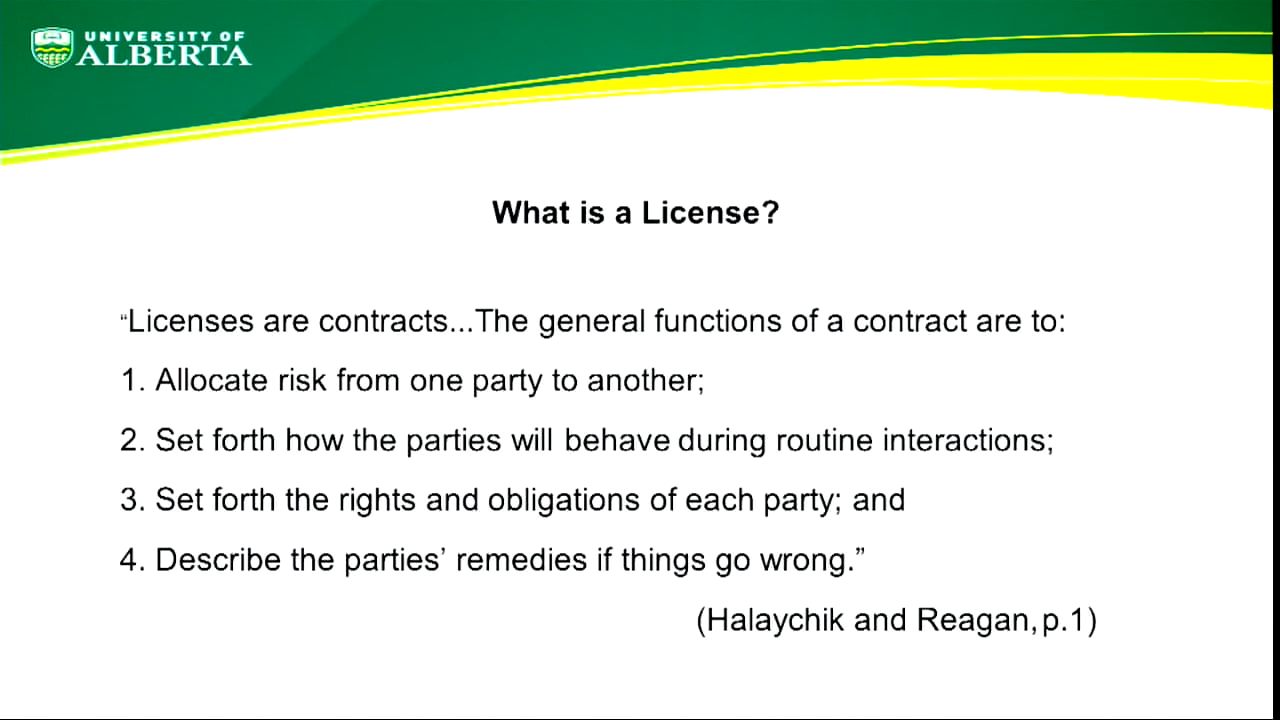 UNIVERSITY OF
ALBERTA
What is a License?
“Licenses are contracts...The general functions of a contract are to:
1. Allocate risk from one party to another;
2. Set forth how the parties will behave during routine interactions;
3. Set forth the rights and obligations of each party; and
4. Describe the parties’ remedies if things go wrong.”
(Halaychik and Reagan, p.1)